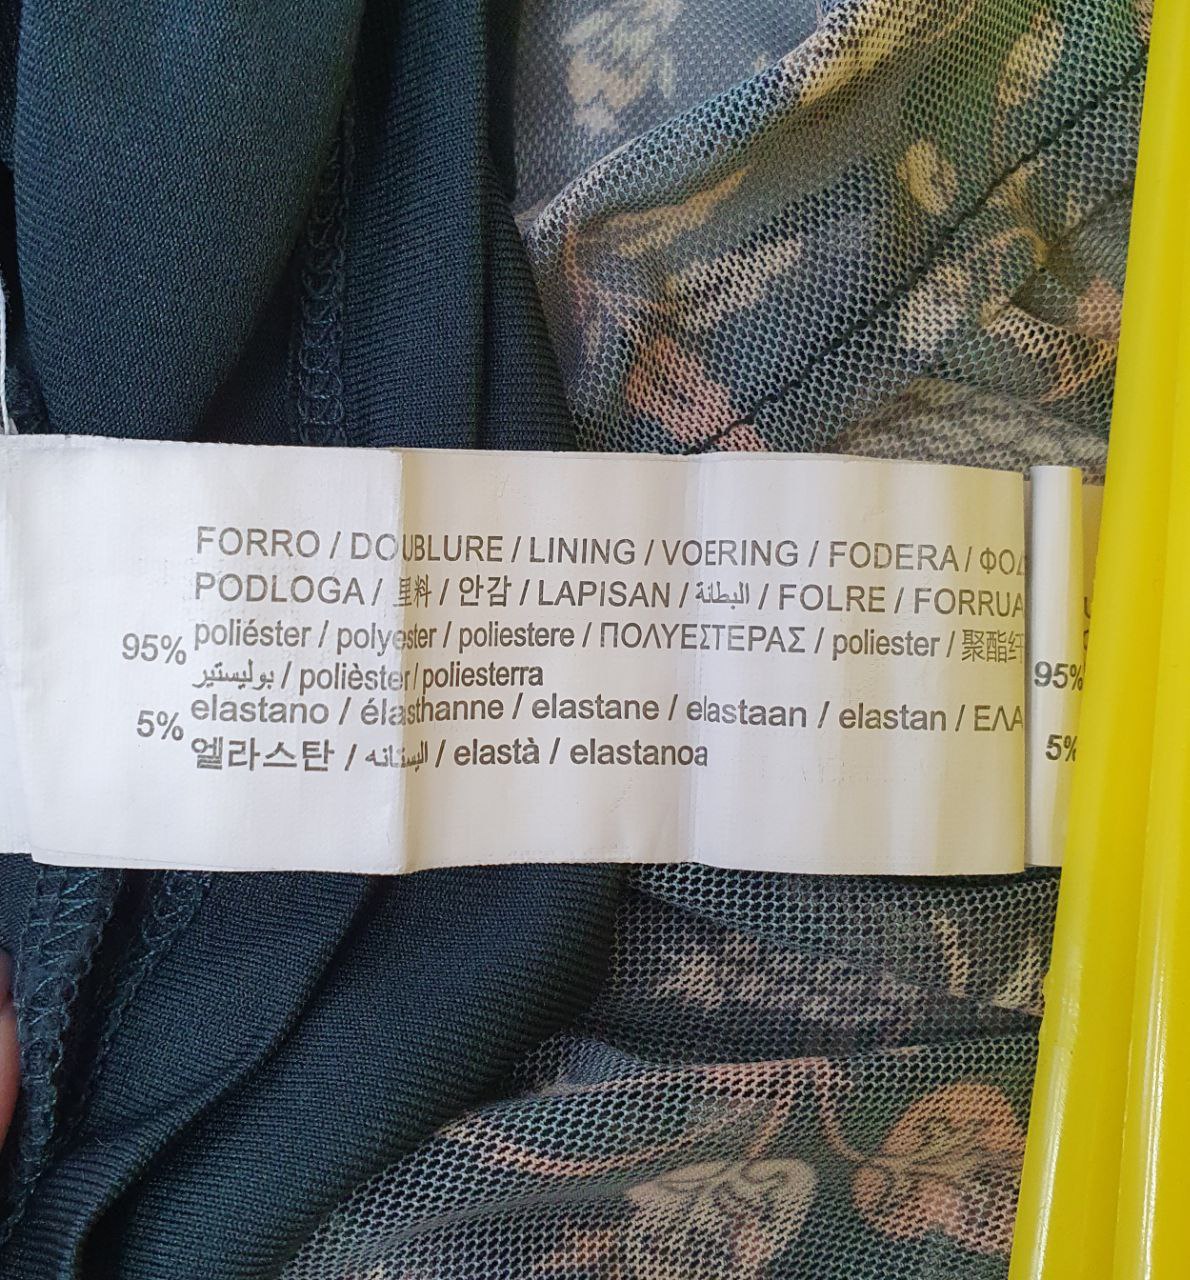 FORRO / DOUBLURE / LINING / VOERING / FODERA /
PODLOGA / 里料 / 안감 / LAPISAN / البطانة / FOLRE / FORRUA
95% poliéster / polyester / poliestere / ΠΟΛΥΕΣΤΕΡΑΣ / poliester / 聚酯纤
بوليستير / polièster / poliesterra
5% elastano / élasthanne / elastane / elastaan / elastan / ΕΛΑ
엘라스탄 / اليستانه / elastà / elastanoa
95%
5%